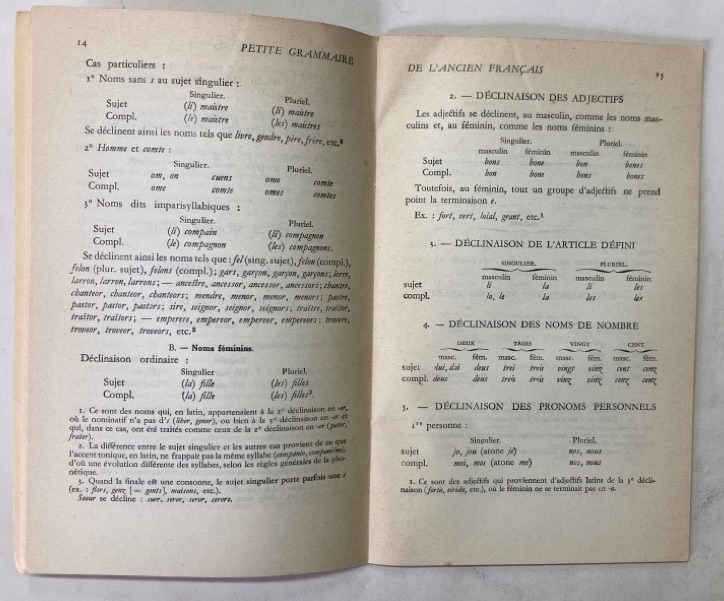 14
PETITE GRAMMAIRE
Cas particuliers :
1° Noms sans s au sujet singulier :
Singulier. Pluriel.
Sujet (li) maistre (li) maistre
Compl. (le) maistre (les) maistres
Se déclinent ainsi les noms tels que livre, gendre, père, frère, etc.¹
2° Homme et comte :
Singulier. Pluriel.
Sujet om, on cuens ome comte
Compl. ome comte omes comtes
3° Noms dits imparisyllabiques :
Singulier. Pluriel.
Sujet (li) compain (li) compagnon
Compl. (le) compagnon (les) compagnons.
Se déclinent ainsi les noms tels que : fel (sing. sujet), felon (compl.),
felon (plur. sujet), felons (compl.) ; gars, garçon, garçon, garçons ; lerre,
larron, larron, larrons ; — ancestre, ancessor, ancessor, ancessors ; chantre,
chanteor, chanteor, chanteors ; mendre, menor, menor, menors ; pastre,
pastor, pastor, pastors ; sire, seignor, seignor, seignors ; traître, traïtor,
traïtor, traïtors ; — emperere, empereor, empereor, empereors ; trovere,
troveor, troveor, troveors, etc.²
B. — Noms féminins.
Déclinaison ordinaire :
Singulier Pluriel.
Sujet (la) fille (les) filles
Compl. (la) fille (les) filles³.
1. Ce sont des noms qui, en latin, appartenaient à la 2e déclinaison en -er,
où le nominatif n'a pas d's (liber, gener), ou bien à la 3e déclinaison en -er et
qui, dans ce cas, ont été traités comme ceux de la 2e déclinaison en -er (pater,
frater).
2. La différence entre le sujet singulier et les autres cas provient de ce que
l'accent tonique, en latin, ne frappait pas la même syllabe (compánio, companiónem),
d'où une évolution différente des syllabes, selon les règles générales de la pho-
nétique.
3. Quand la finale est une consonne, le sujet singulier porte parfois une s
(ex. : flors, genz [= gents], maisons, etc.).
Soeur se décline : suer, seror, seror, serors.
DE L'ANCIEN FRANÇAIS
15
2. — DÉCLINAISON DES ADJECTIFS
Les adjectifs se déclinent, au masculin, comme les noms mas-
culins et, au féminin, comme les noms féminins :
Singulier. Pluriel.
masculin féminin masculin féminin
Sujet bons bone bon bones
Compl. bon bone bons bones
Toutefois, au féminin, tout un groupe d'adjectifs ne prend
point la terminaison e.
Ex. : fort, vert, loial, grant, etc.¹
3. — DÉCLINAISON DE L'ARTICLE DÉFINI
SINGULIER. PLURIEL.
masculin féminin masculin féminin
sujet li la li les
compl. lo, le la les les
4. — DÉCLINAISON DES NOMS DE NOMBRE
DEUX TROIS VINGT CENT
masc. fém. masc. fém. masc. fém. masc. fém.
sujet dui, doi deus trei treis vingt vinz cent cenz
compl. deus deus treis treis vinz vinz cenz cenz
5. — DÉCLINAISON DES PRONOMS PERSONNELS
1re personne :
Singulier. Pluriel.
sujet jo, jou (atone je) nos, nous
compl. mei, moi (atone me) nos, nous
1. Ce sont des adjectifs qui proviennent d'adjectifs latins de la 3e décli-
naison (fortis, viridis, etc.), où le féminin ne se terminait pas en -a.